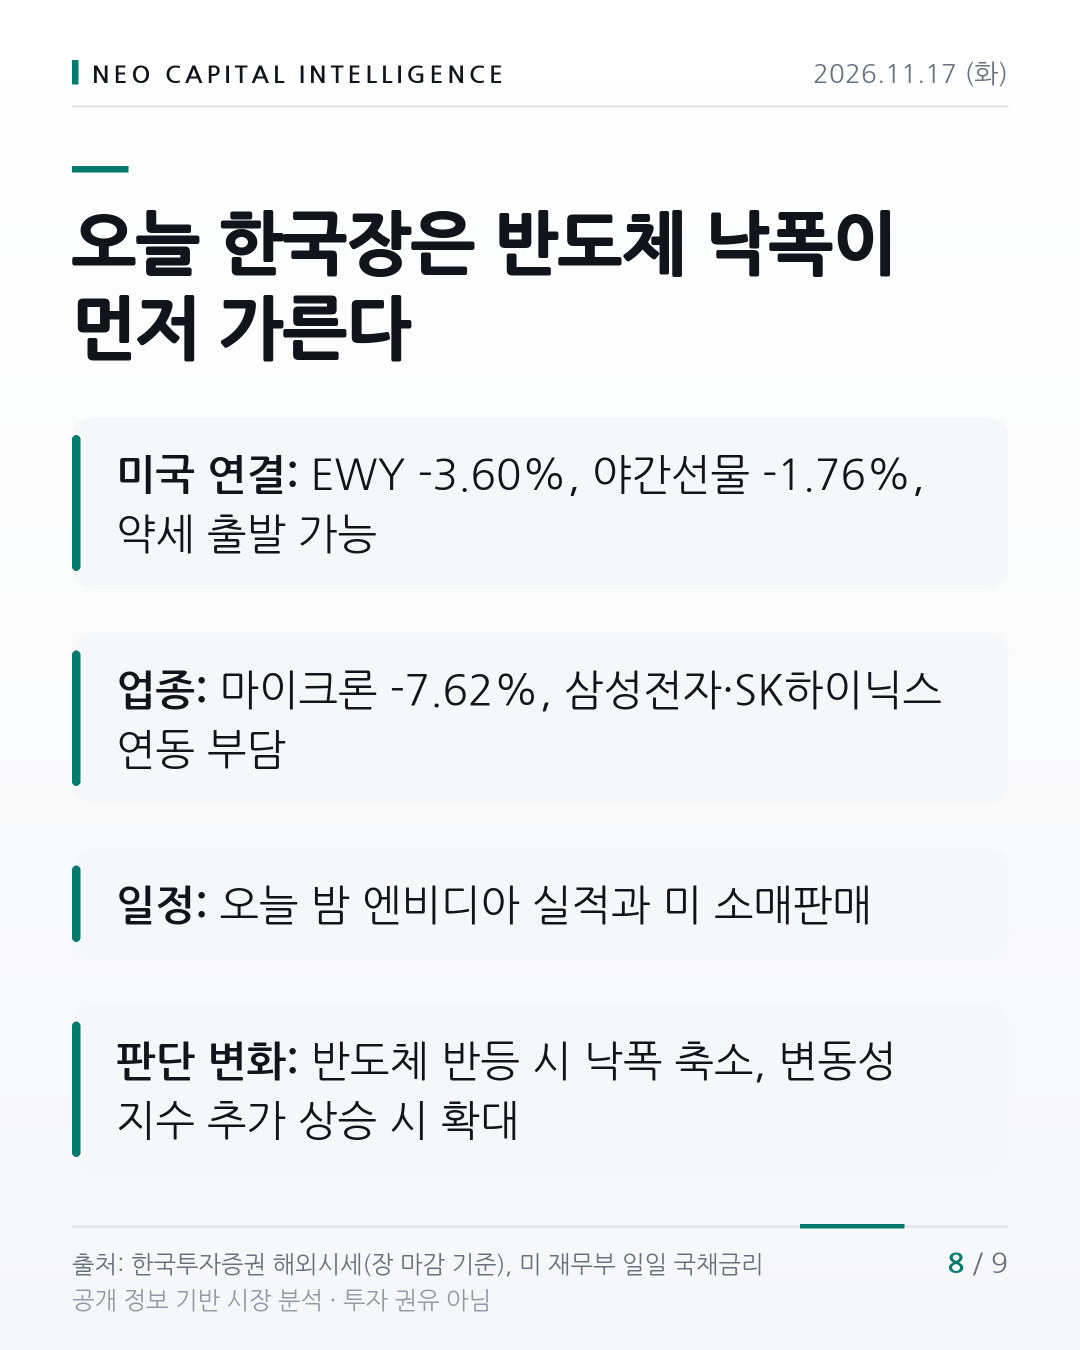 NEO CAPITAL INTELLIGENCE
2026.11.17 (화)
오늘 한국장은 반도체 낙폭이
먼저 가른다
미국 연결: EWY -3.60%, 야간선물 -1.76%,
약세 출발 가능
업종: 마이크론 -7.62%, 삼성전자·SK하이닉스
연동 부담
일정: 오늘 밤 엔비디아 실적과 미 소매판매
판단 변화: 반도체 반등 시 낙폭 축소, 변동성
지수 추가 상승 시 확대
출처: 한국투자증권 해외시세(장 마감 기준), 미 재무부 일일 국채금리
8 / 9
공개 정보 기반 시장 분석 · 투자 권유 아님